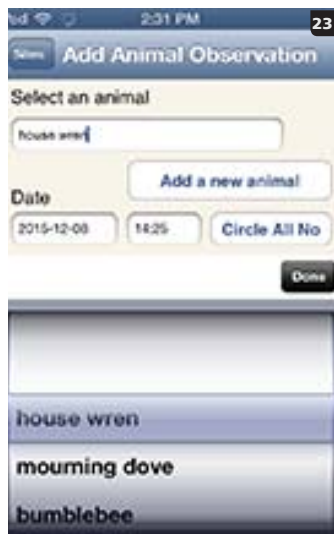 2:31 PM
23
Add Animal Observation
Select an animal
house wren
Add a new animal
Date
2015-12-08 14:25 Circle All No
Done
house wren
mourning dove
bumblebee